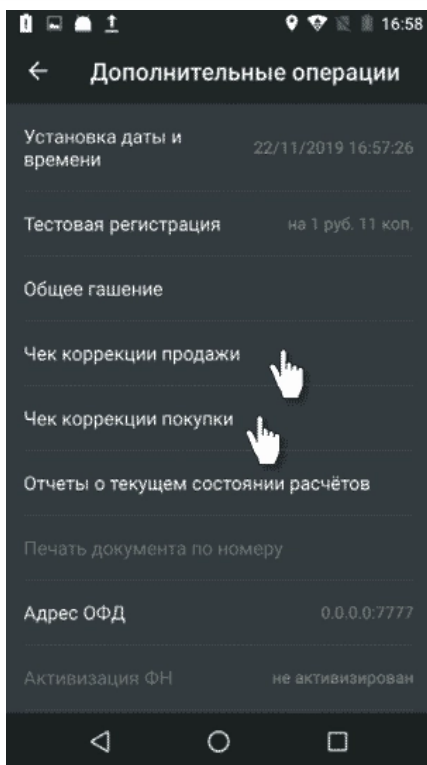 16:58
Дополнительные операции
Установка даты и
времени
22/11/2019 16:57:26
Тестовая регистрация
на 1 руб. 11 коп.
Общее гашение
Чек коррекции продажи
Чек коррекции покупки
Отчеты о текущем состоянии расчётов
Печать документа по номеру
Адрес ОФД
0.0.0.0:7777
Активизация ФН
не активизирован